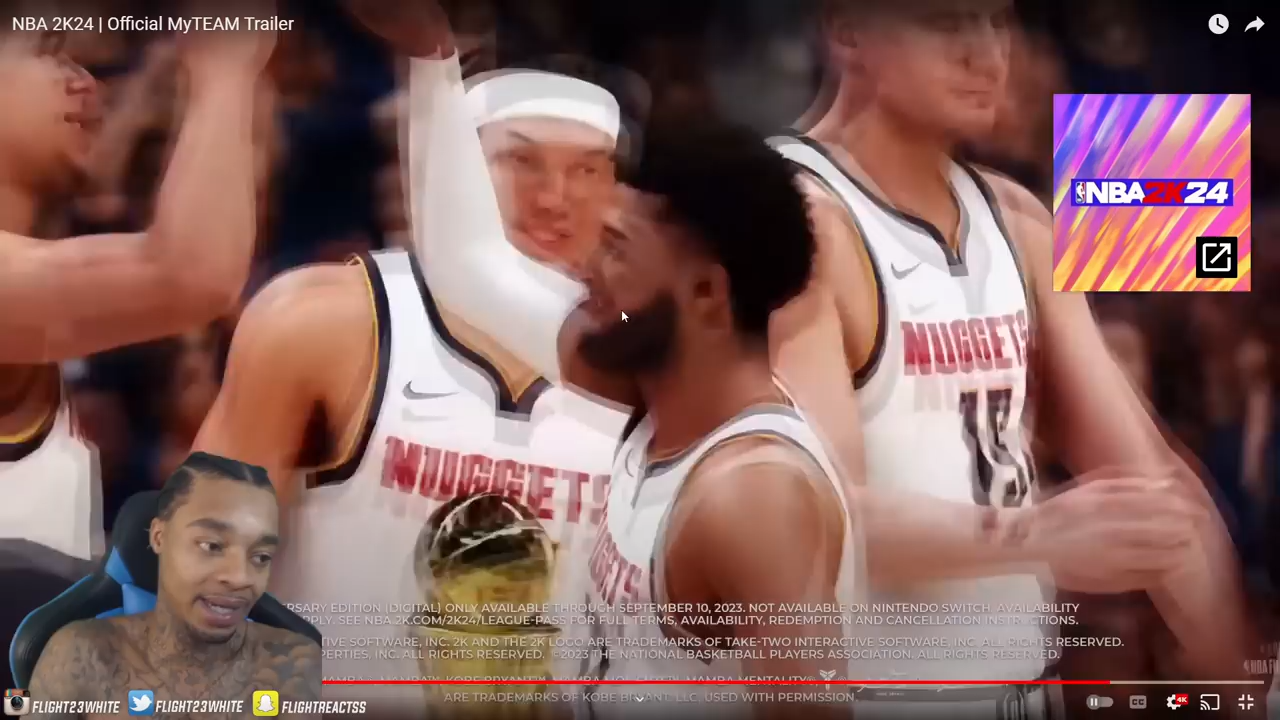 NBA 2K24 | Official MyTEAM Trailer
NBA2K24
NUGGETS
NUGGETS
15
NUGGETS
RSARY EDITION (DIGITAL) ONLY AVAILABLE THROUGH SEPTEMBER 10, 2023. NOT AVAILABLE ON NINTENDO SWITCH. AVAILABILITY
PPLY. SEE NBA.2K.COM/2K24/LEAGUE-PASS FOR FULL TERMS, AVAILABILITY, REDEMPTION AND CANCELLATION INSTRUCTIONS.
TIVE SOFTWARE, INC. 2K AND THE 2K LOGO ARE TRADEMARKS OF TAKE-TWO INTERACTIVE SOFTWARE, INC. ALL RIGHTS RESERVED.
PERTIES, INC. ALL RIGHTS RESERVED. ©2023 THE NATIONAL BASKETBALL PLAYERS ASSOCIATION. ALL RIGHTS RESERVED.
ARE TRADEMARKS OF KOBE BRYANT, LLC. USED WITH PERMISSION.
CC
4K
FLIGHT23WHITE
FLIGHT23WHITE
FLIGHTREACTSS